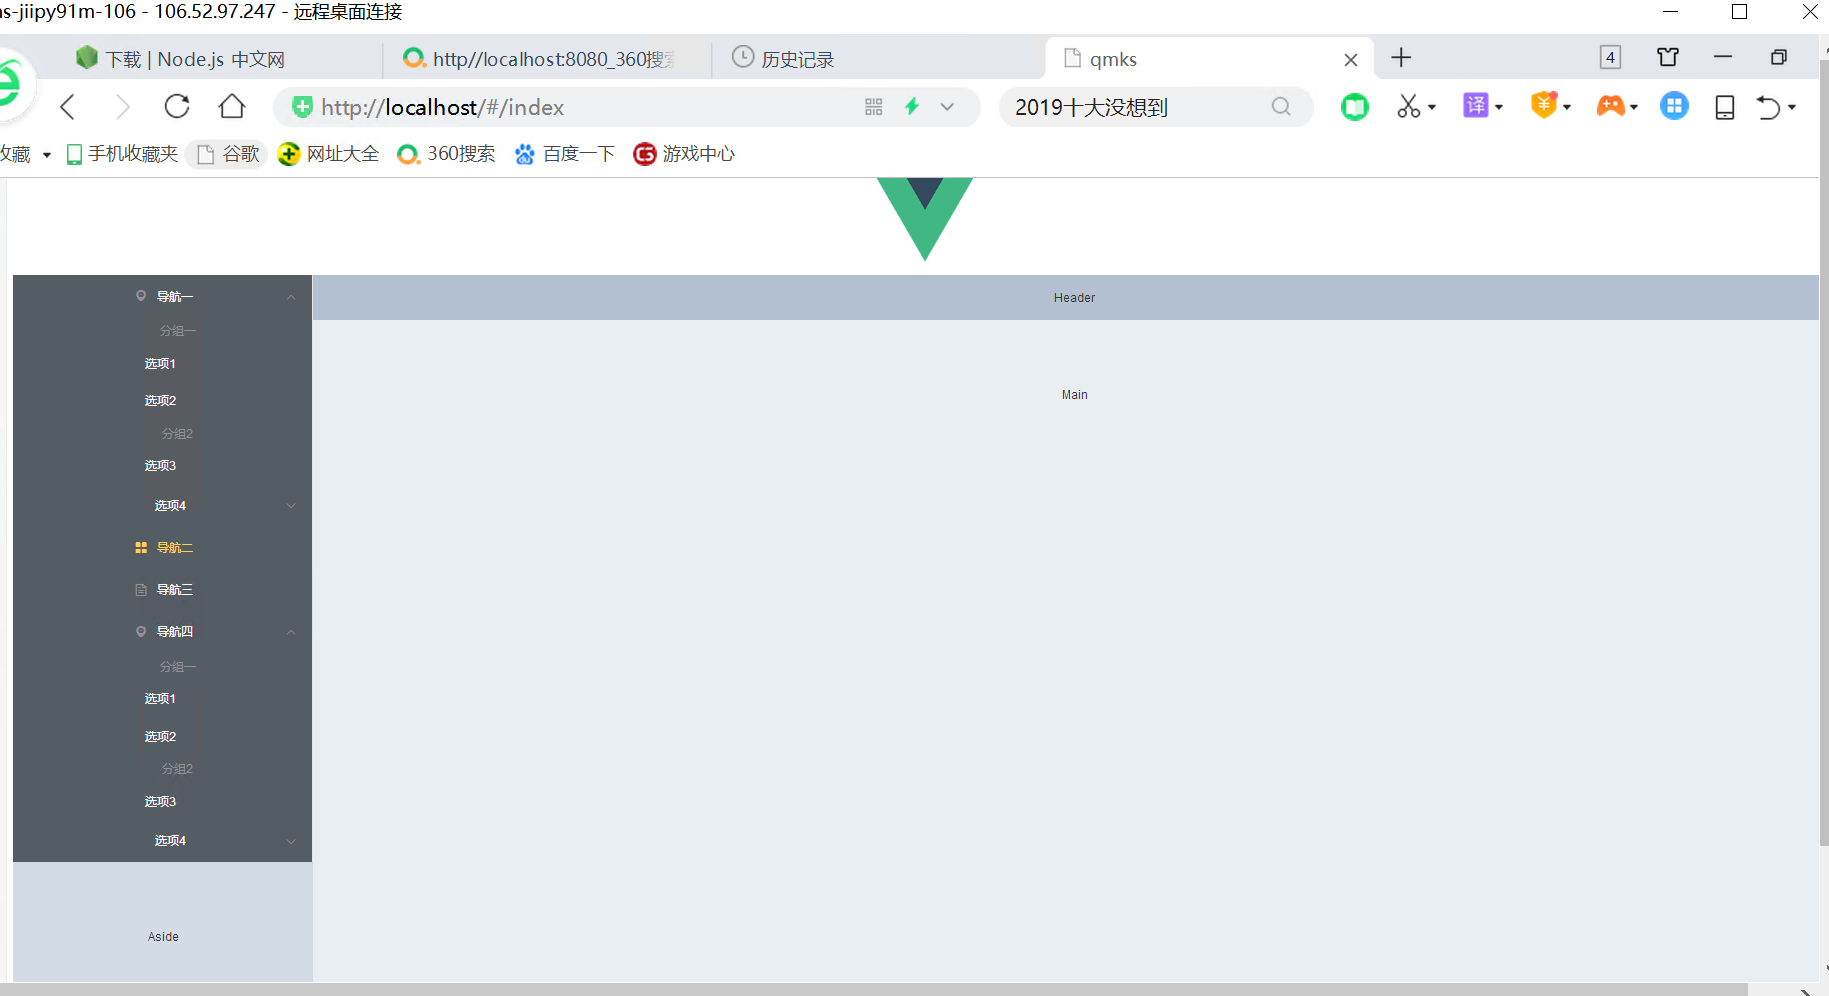 ns-jiipy91m-106 - 106.52.97.247 - 远程桌面连接
下载 | Node.js 中文网
http//localhost:8080_360搜
历史记录
qmks
4
http://localhost/#/index
2019十大没想到
译
收藏
手机收藏夹
谷歌
网址大全
360搜索
百度一下
游戏中心
导航一
Header
分组一
选项1
选项2
Main
分组2
选项3
选项4
导航二
导航三
导航四
分组一
选项1
选项2
分组2
选项3
选项4
Aside